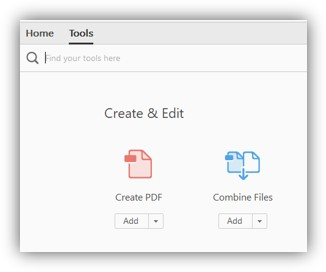 Home Tools
Find your tools here
Create & Edit
Create PDF Combine Files
Add Add